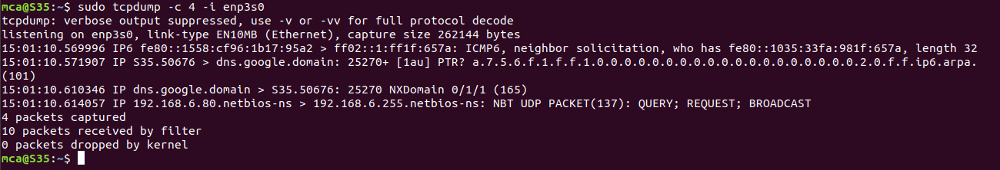 mca@S35:~$ sudo tcpdump -c 4 -i enp3s0
tcpdump: verbose output suppressed, use -v or -vv for full protocol decode
listening on enp3s0, link-type EN10MB (Ethernet), capture size 262144 bytes
15:01:10.569996 IP6 fe80::1558:cf96:1b17:95a2 > ff02::1:ff1f:657a: ICMP6, neighbor solicitation, who has fe80::1035:33fa:981f:657a, length 32
15:01:10.571907 IP S35.50676 > dns.google.domain: 25270+ [1au] PTR? a.7.5.6.f.1.f.f.1.0.0.0.0.0.0.0.0.0.0.0.0.0.0.0.0.0.0.0.2.0.f.f.ip6.arpa.
(101)
15:01:10.610346 IP dns.google.domain > S35.50676: 25270 NXDomain 0/1/1 (165)
15:01:10.614057 IP 192.168.6.80.netbios-ns > 192.168.6.255.netbios-ns: NBT UDP PACKET(137): QUERY; REQUEST; BROADCAST
4 packets captured
10 packets received by filter
0 packets dropped by kernel
mca@S35:~$